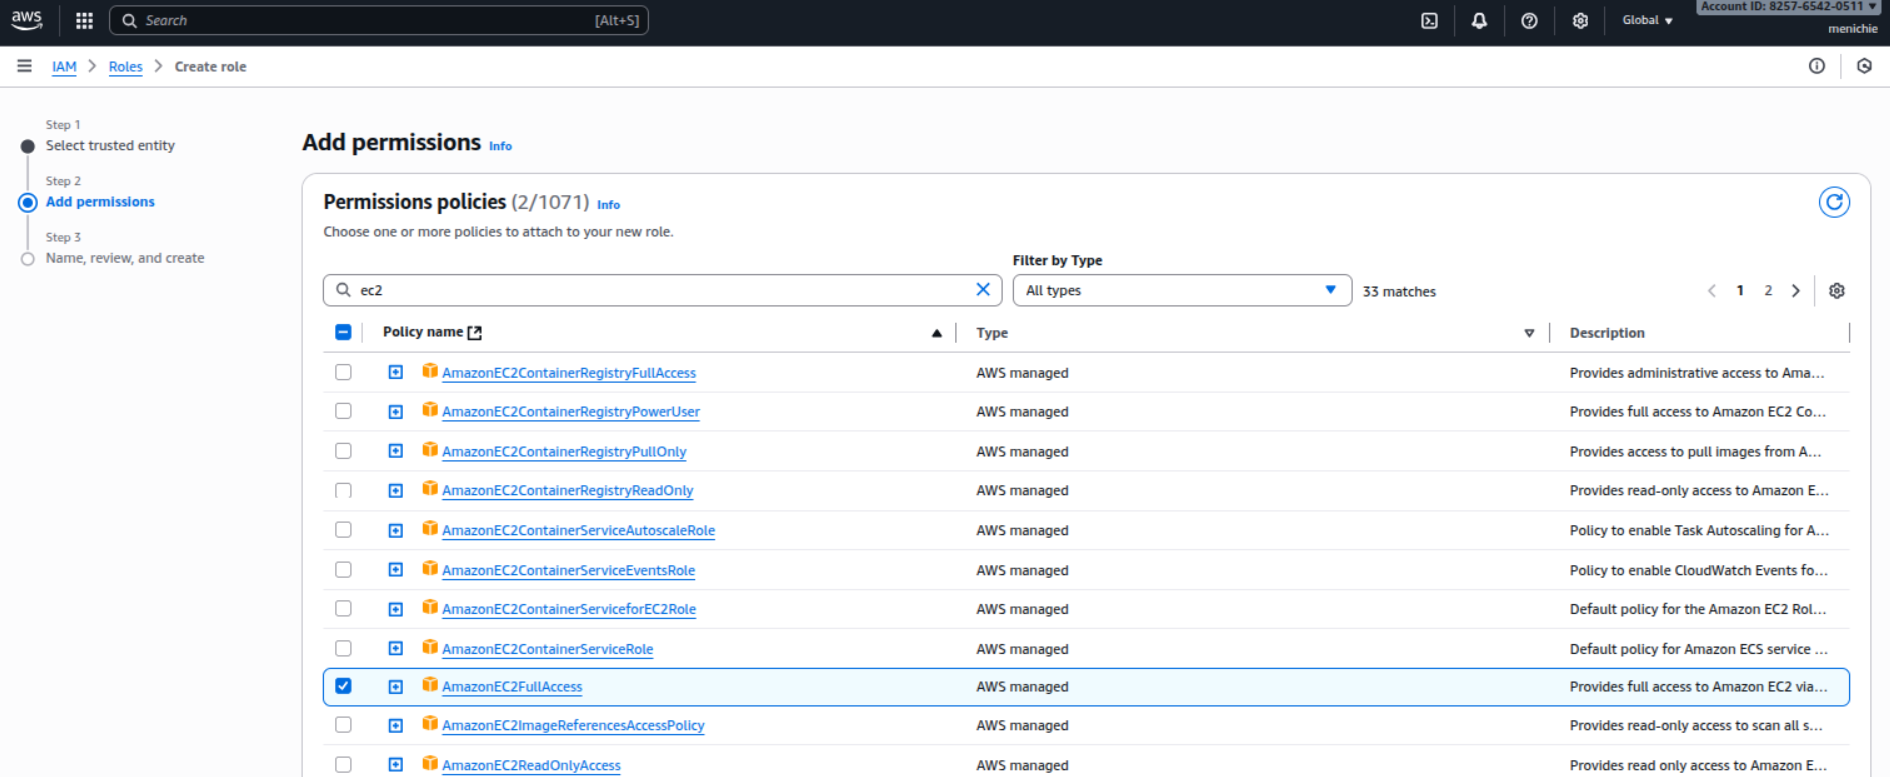 aws
Search [Alt+S]
Global
Account ID: 8257-6542-0511
menichie
IAM > Roles > Create role
Step 1
Select trusted entity
Step 2
Add permissions
Step 3
Name, review, and create
Add permissions Info
Permissions policies (2/1071) Info
Choose one or more policies to attach to your new role.
Filter by Type
ec2
All types
33 matches
1 2
Policy name Type Description
AmazonEC2ContainerRegistryFullAccess AWS managed Provides administrative access to Ama...
AmazonEC2ContainerRegistryPowerUser AWS managed Provides full access to Amazon EC2 Co...
AmazonEC2ContainerRegistryPullOnly AWS managed Provides access to pull images from A...
AmazonEC2ContainerRegistryReadOnly AWS managed Provides read-only access to Amazon E...
AmazonEC2ContainerServiceAutoscaleRole AWS managed Policy to enable Task Autoscaling for A...
AmazonEC2ContainerServiceEventsRole AWS managed Policy to enable CloudWatch Events fo...
AmazonEC2ContainerServiceforEC2Role AWS managed Default policy for the Amazon EC2 Rol...
AmazonEC2ContainerServiceRole AWS managed Default policy for Amazon ECS service ...
AmazonEC2FullAccess AWS managed Provides full access to Amazon EC2 via...
AmazonEC2ImageReferencesAccessPolicy AWS managed Provides read-only access to scan all s...
AmazonEC2ReadOnlyAccess AWS managed Provides read only access to Amazon E...